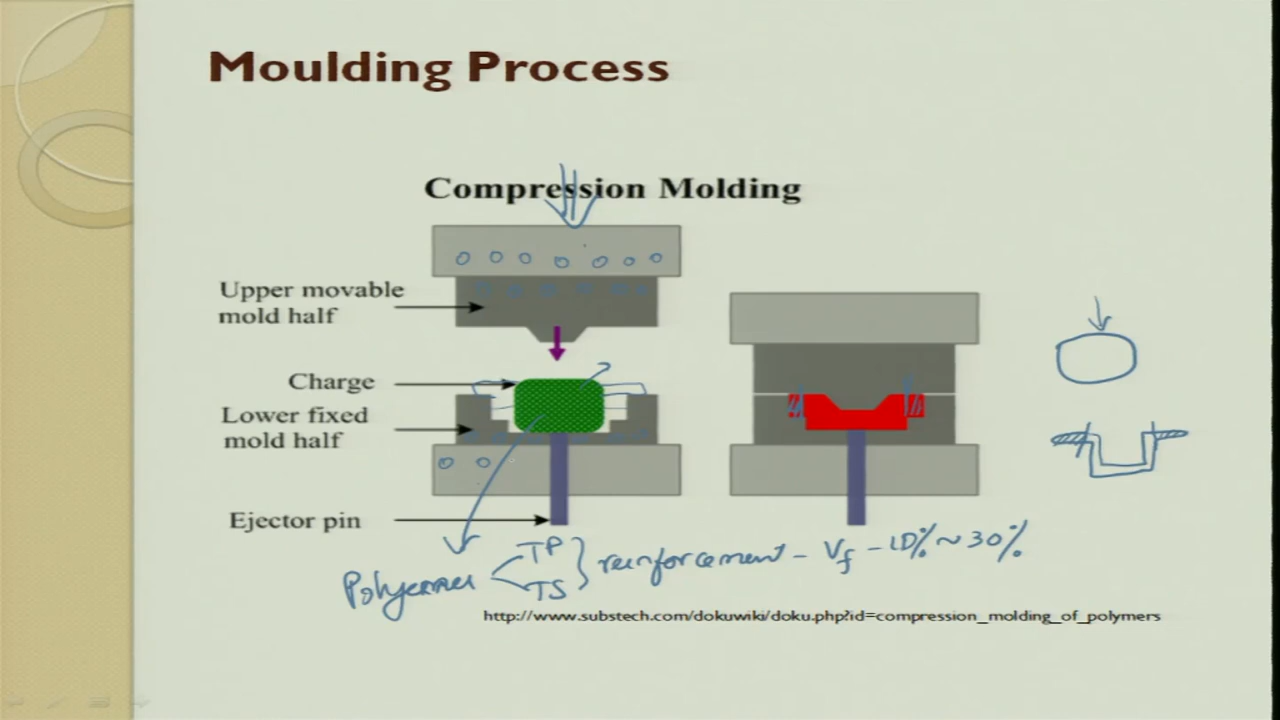 Moulding Process
Compression Molding
Upper movable
mold half
Charge
Lower fixed
mold half
Ejector pin
TP
Polymer } reinforcement - Vf - 10% ~ 30%
TS
http://www.substech.com/dokuwiki/doku.php?id=compression_molding_of_polymers